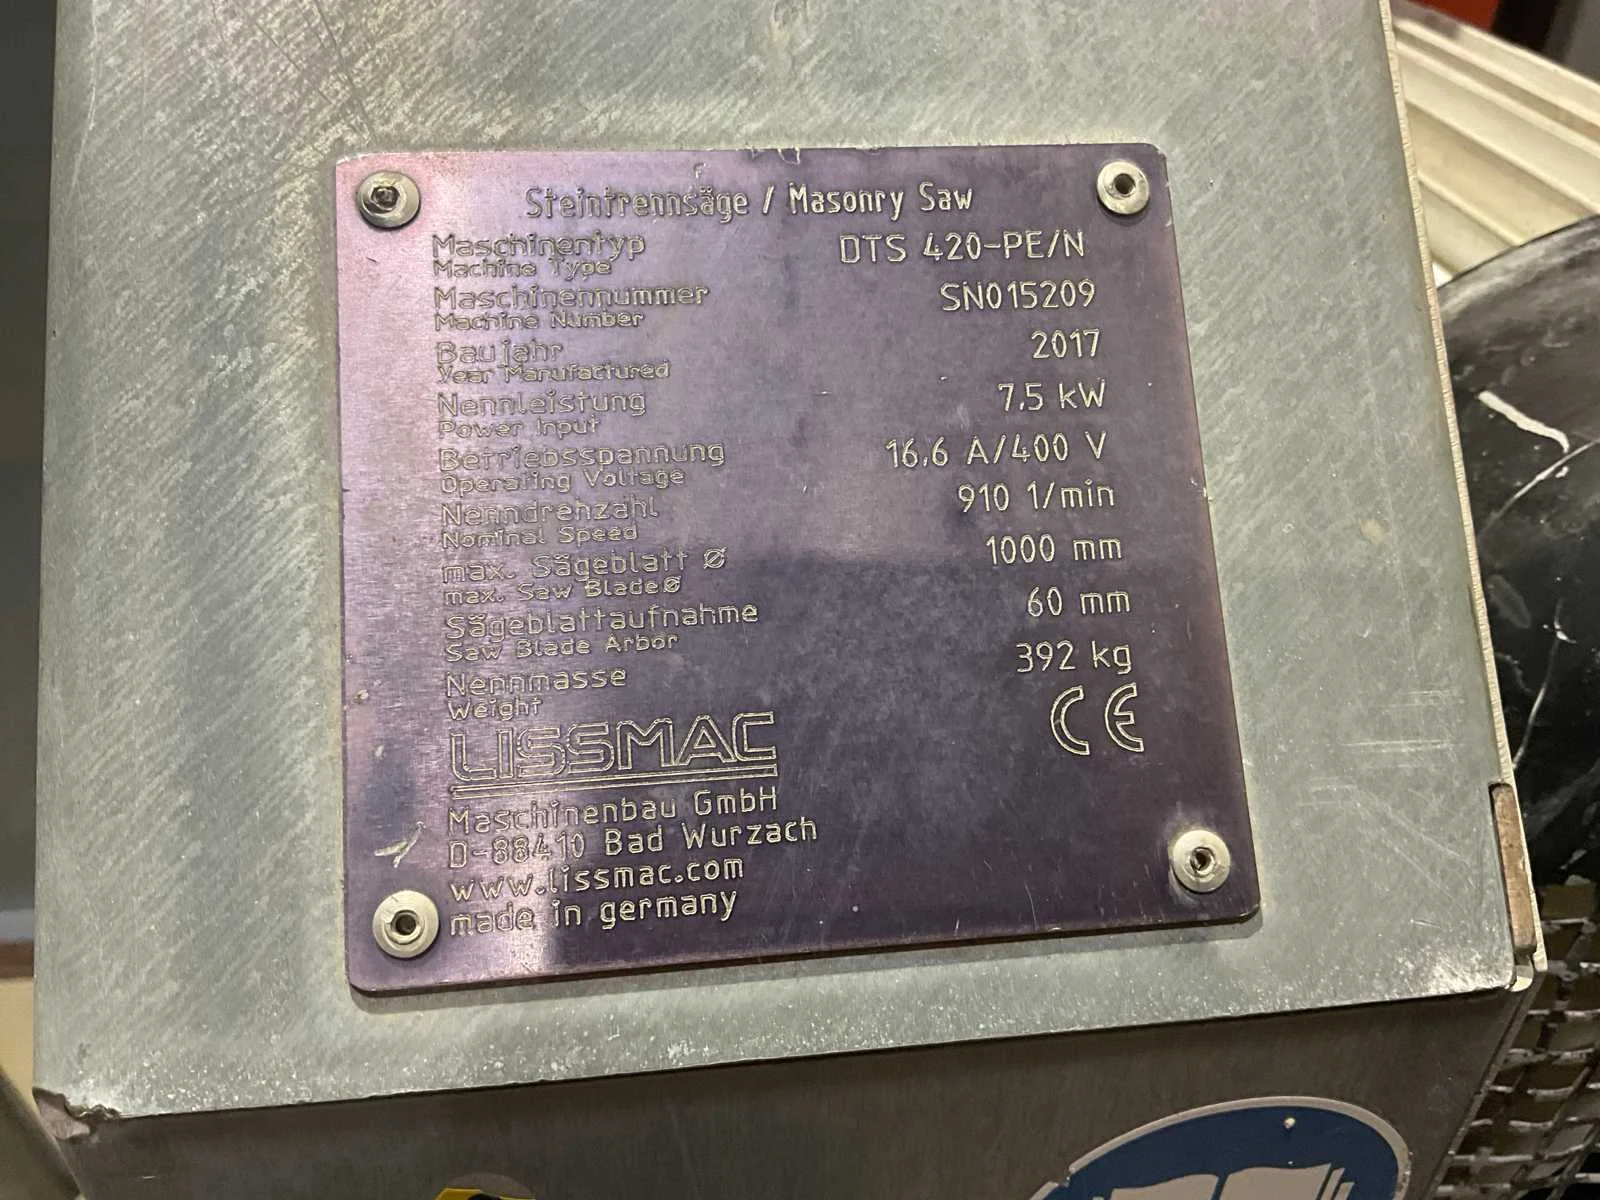 Steintrennsäge / Masonry Saw
Maschinentyp DTS 420-PE/N
Machine Type
Maschinennummer SN015209
Machine Number
Baujahr 2017
Year Manufactured
Nennleistung 7,5 kW
Power Input
Betriebsspannung 16,6 A/400 V
Operating Voltage
Nenndrehzahl 910 1/min
Nominal Speed
max. Sägeblatt Ø 1000 mm
max. Saw Blade Ø
Sägeblattaufnahme 60 mm
Saw Blade Arbor
Nennmasse 392 kg
Weight
LISSMAC CE
Maschinenbau GmbH
D-88410 Bad Wurzach
www.lissmac.com
made in germany